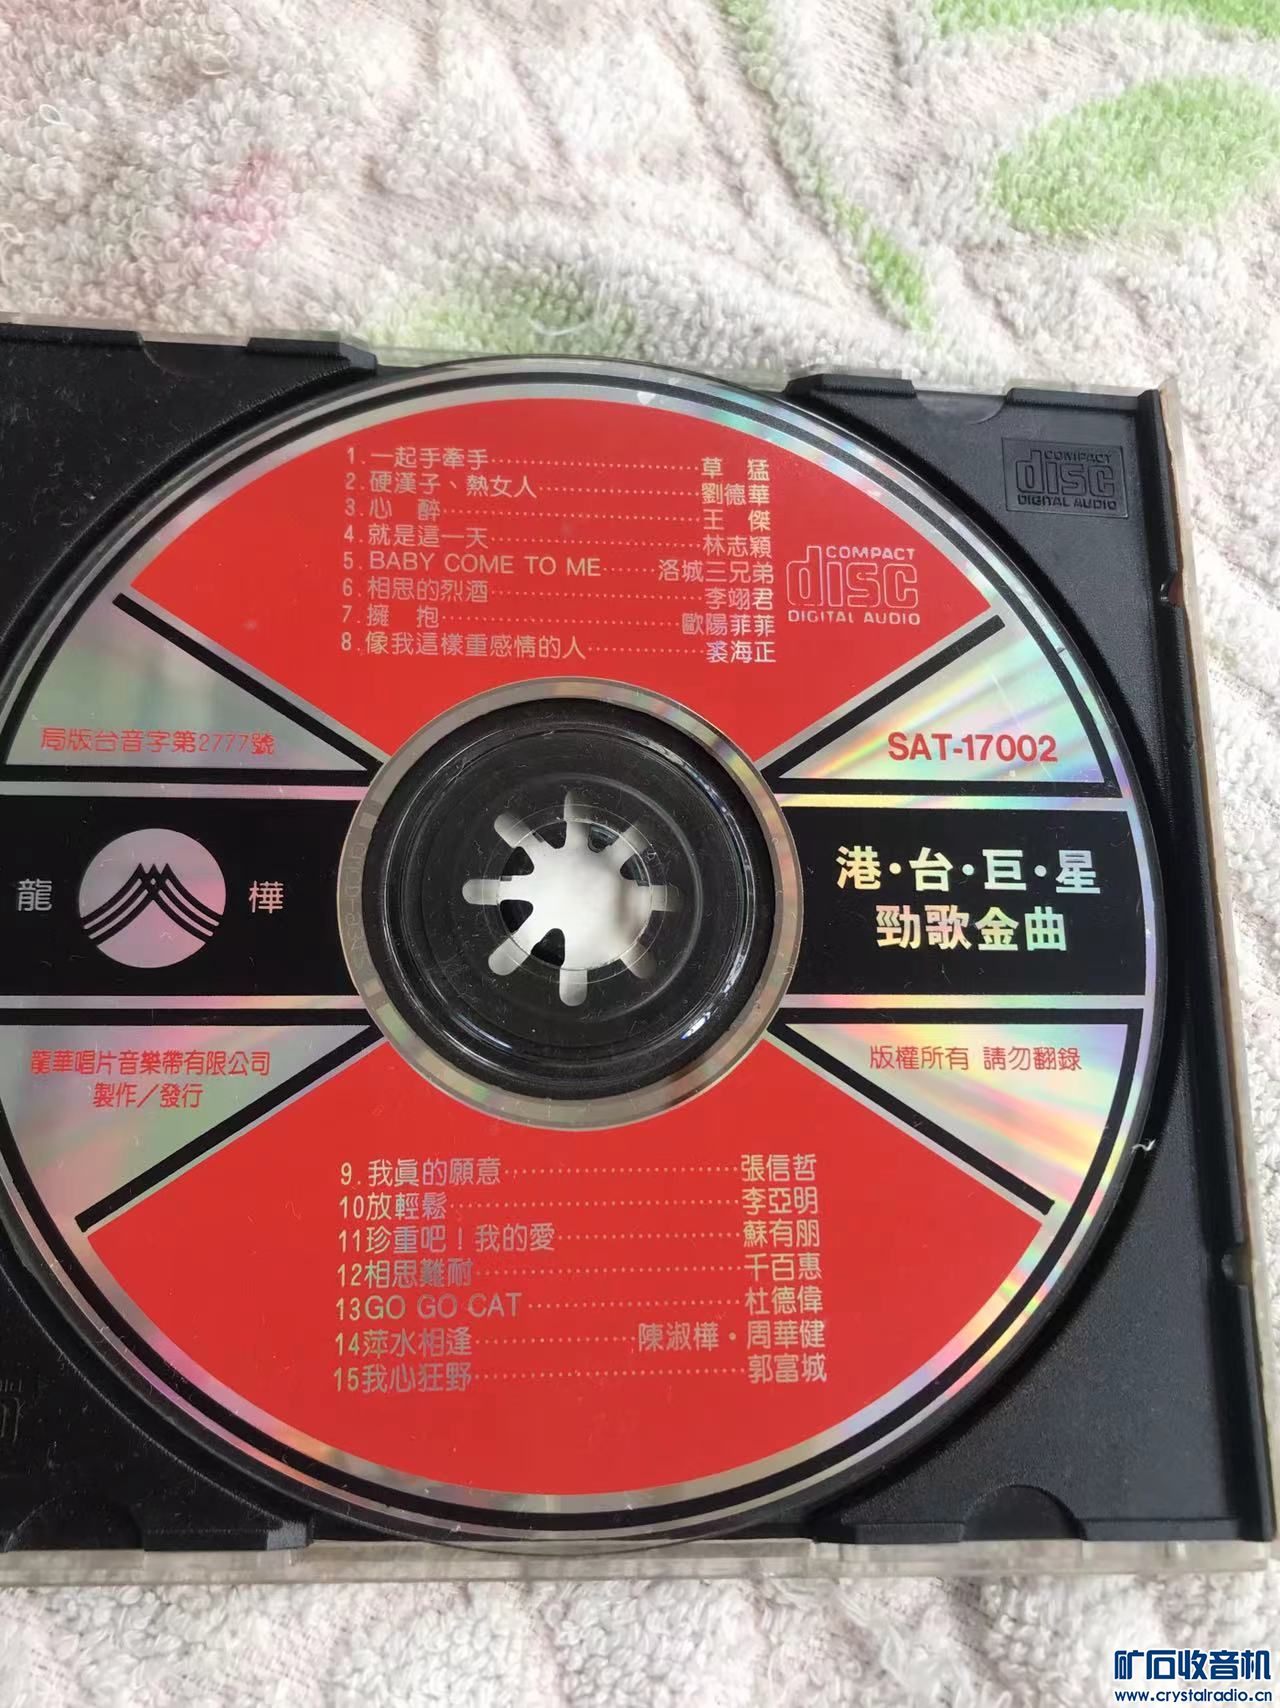 1. 一起手牽手……………………草　猛
2. 硬漢子、熱女人………………劉德華
3. 心　醉…………………………王　傑
4. 就是這一天……………………林志穎
5. BABY COME TO ME……洛城三兄弟
6. 相思的烈酒……………………李翊君
7. 擁　抱…………………………歐陽菲菲
8. 像我這樣重感情的人…………裘海正
COMPACT
disc
DIGITAL AUDIO
COMPACT
disc
DIGITAL AUDIO
局版台音字第2777號
SAT-17002
龍 樺
港·台·巨·星
勁歌金曲
龍華唱片音樂帶有限公司
製作／發行
版權所有 請勿翻錄
9. 我眞的願意……………………張信哲
10放輕鬆…………………………李亞明
11珍重吧！我的愛………………蘇有朋
12相思難耐………………………千百惠
13GO GO CAT……………………杜德偉
14萍水相逢……………陳淑樺·周華健
15我心狂野………………………郭富城
矿石收音机
www.crystalradio.cn